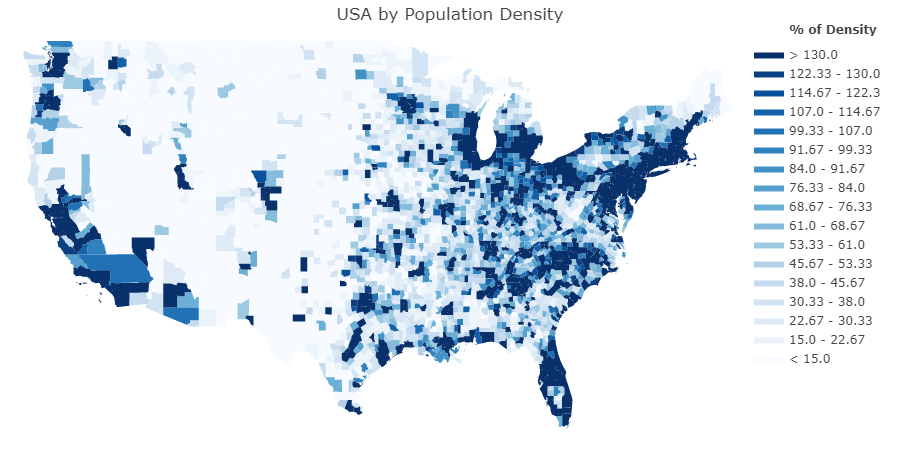 USA by Population Density
% of Density
> 130.0
122.33 - 130.0
114.67 - 122.3
107.0 - 114.67
99.33 - 107.0
91.67 - 99.33
84.0 - 91.67
76.33 - 84.0
68.67 - 76.33
61.0 - 68.67
53.33 - 61.0
45.67 - 53.33
38.0 - 45.67
30.33 - 38.0
22.67 - 30.33
15.0 - 22.67
< 15.0